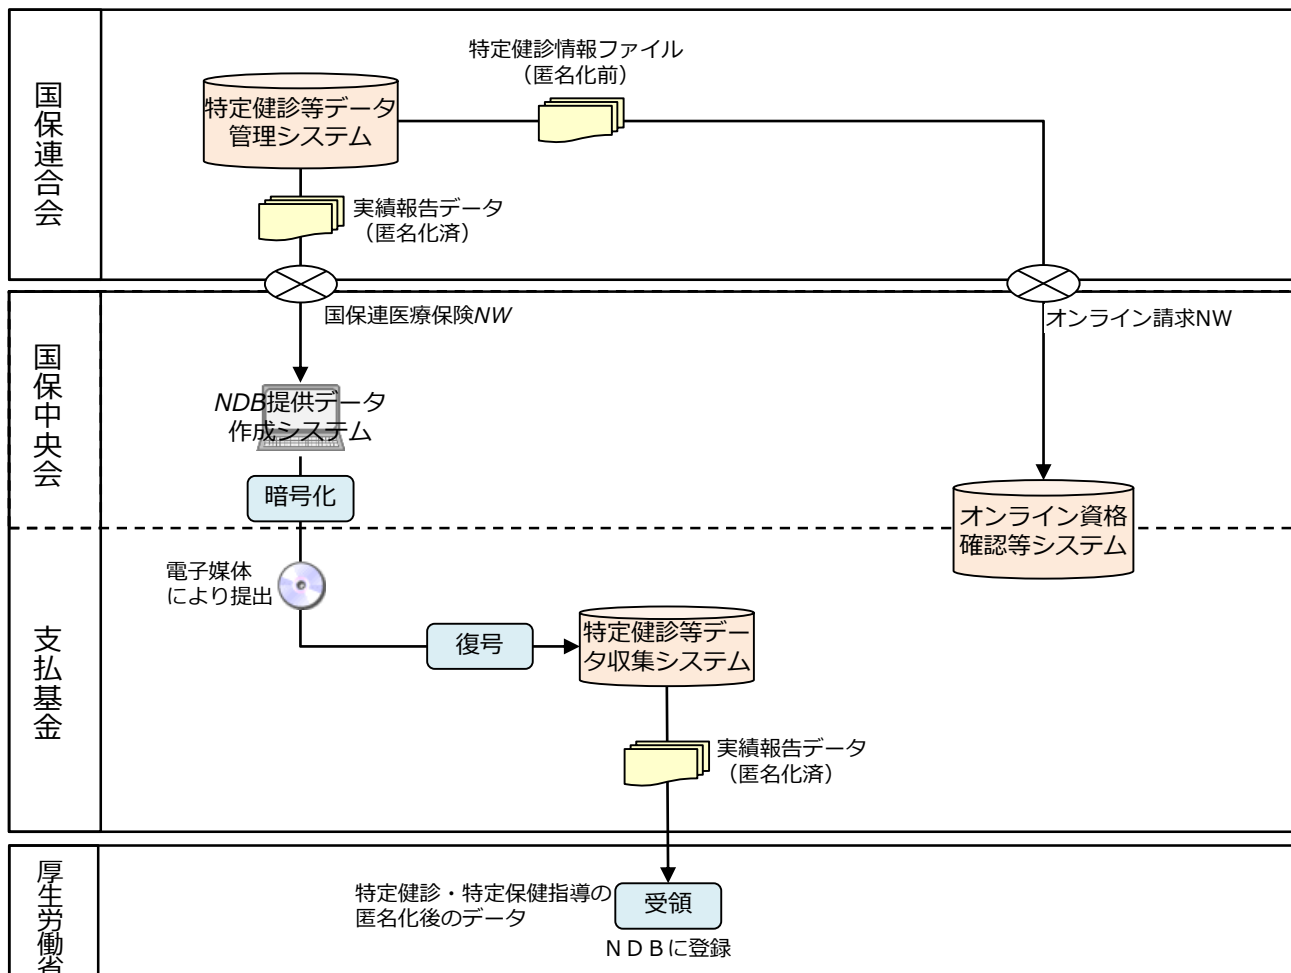 国保連合会
特定健診情報ファイル
（匿名化前）
特定健診等データ
管理システム
実績報告データ
（匿名化済）
国保中央会
国保連医療保険NW
オンライン請求NW
NDB提供データ
作成システム
暗号化
オンライン資格
確認等システム
支払基金
電子媒体
により提出
復号
特定健診等デー
タ収集システム
実績報告データ
（匿名化済）
厚生労働省
特定健診・特定保健指導の
匿名化後のデータ
受領
ＮＤＢに登録